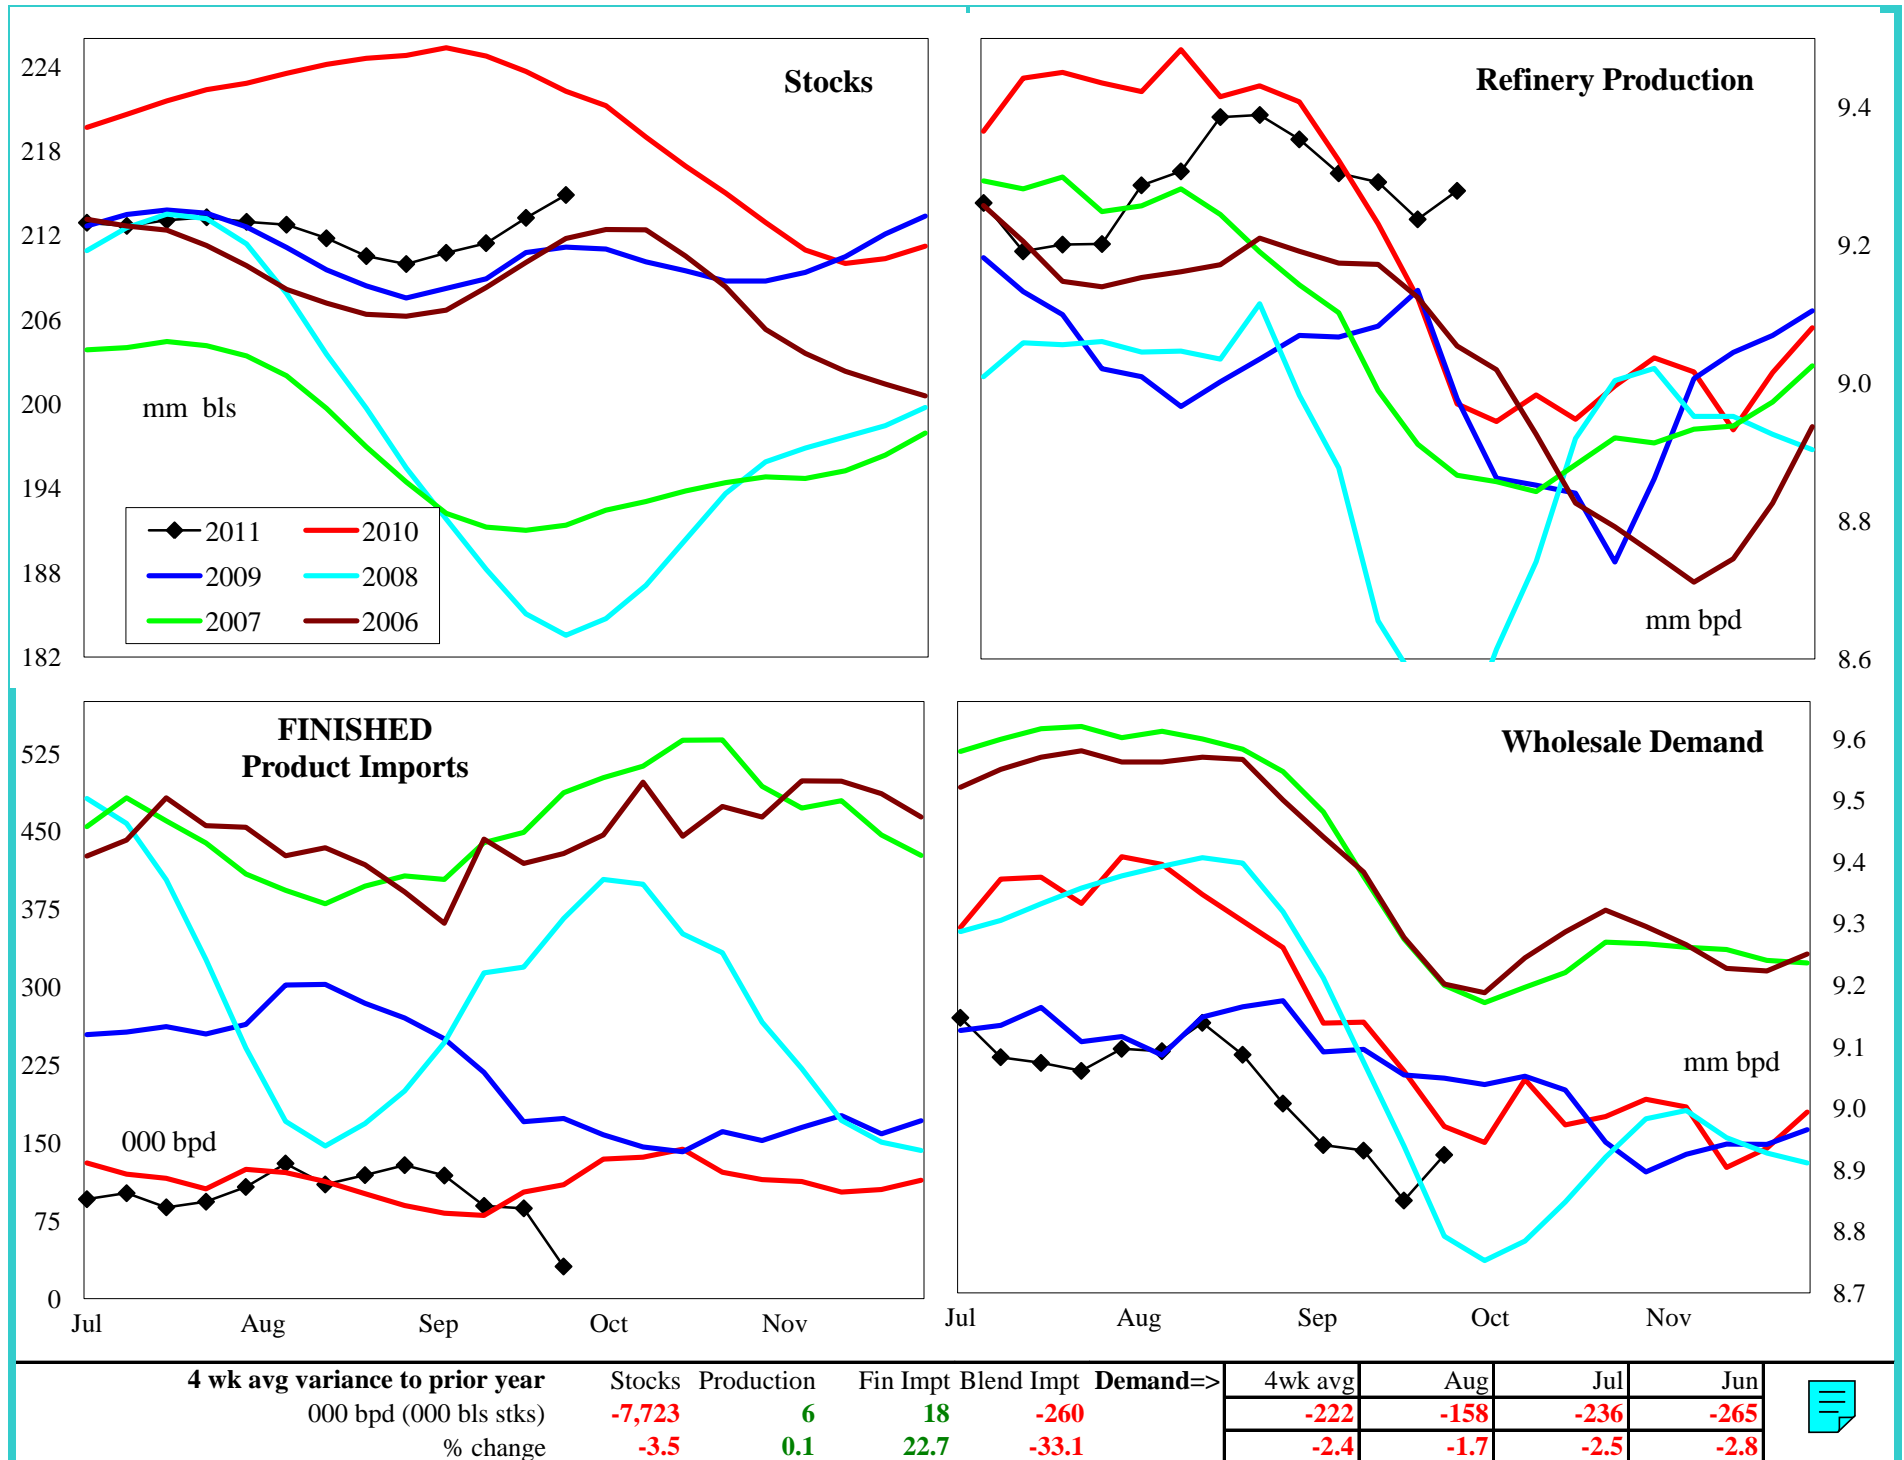 Stocks
224
218
212
206
200
194
188
182
mm bls
2011 2010
2009 2008
2007 2006
Refinery Production
9.4
9.2
9.0
8.8
8.6
mm bpd
FINISHED
Product Imports
525
450
375
300
225
150
75
0
000 bpd
Jul Aug Sep Oct Nov
Wholesale Demand
9.6
9.5
9.4
9.3
9.2
9.1
9.0
8.9
8.8
8.7
mm bpd
Jul Aug Sep Oct Nov
4 wk avg variance to prior year Stocks Production Fin Impt Blend Impt Demand=> 4wk avg Aug Jul Jun
000 bpd (000 bls stks) -7,723 6 18 -260 -222 -158 -236 -265
% change -3.5 0.1 22.7 -33.1 -2.4 -1.7 -2.5 -2.8